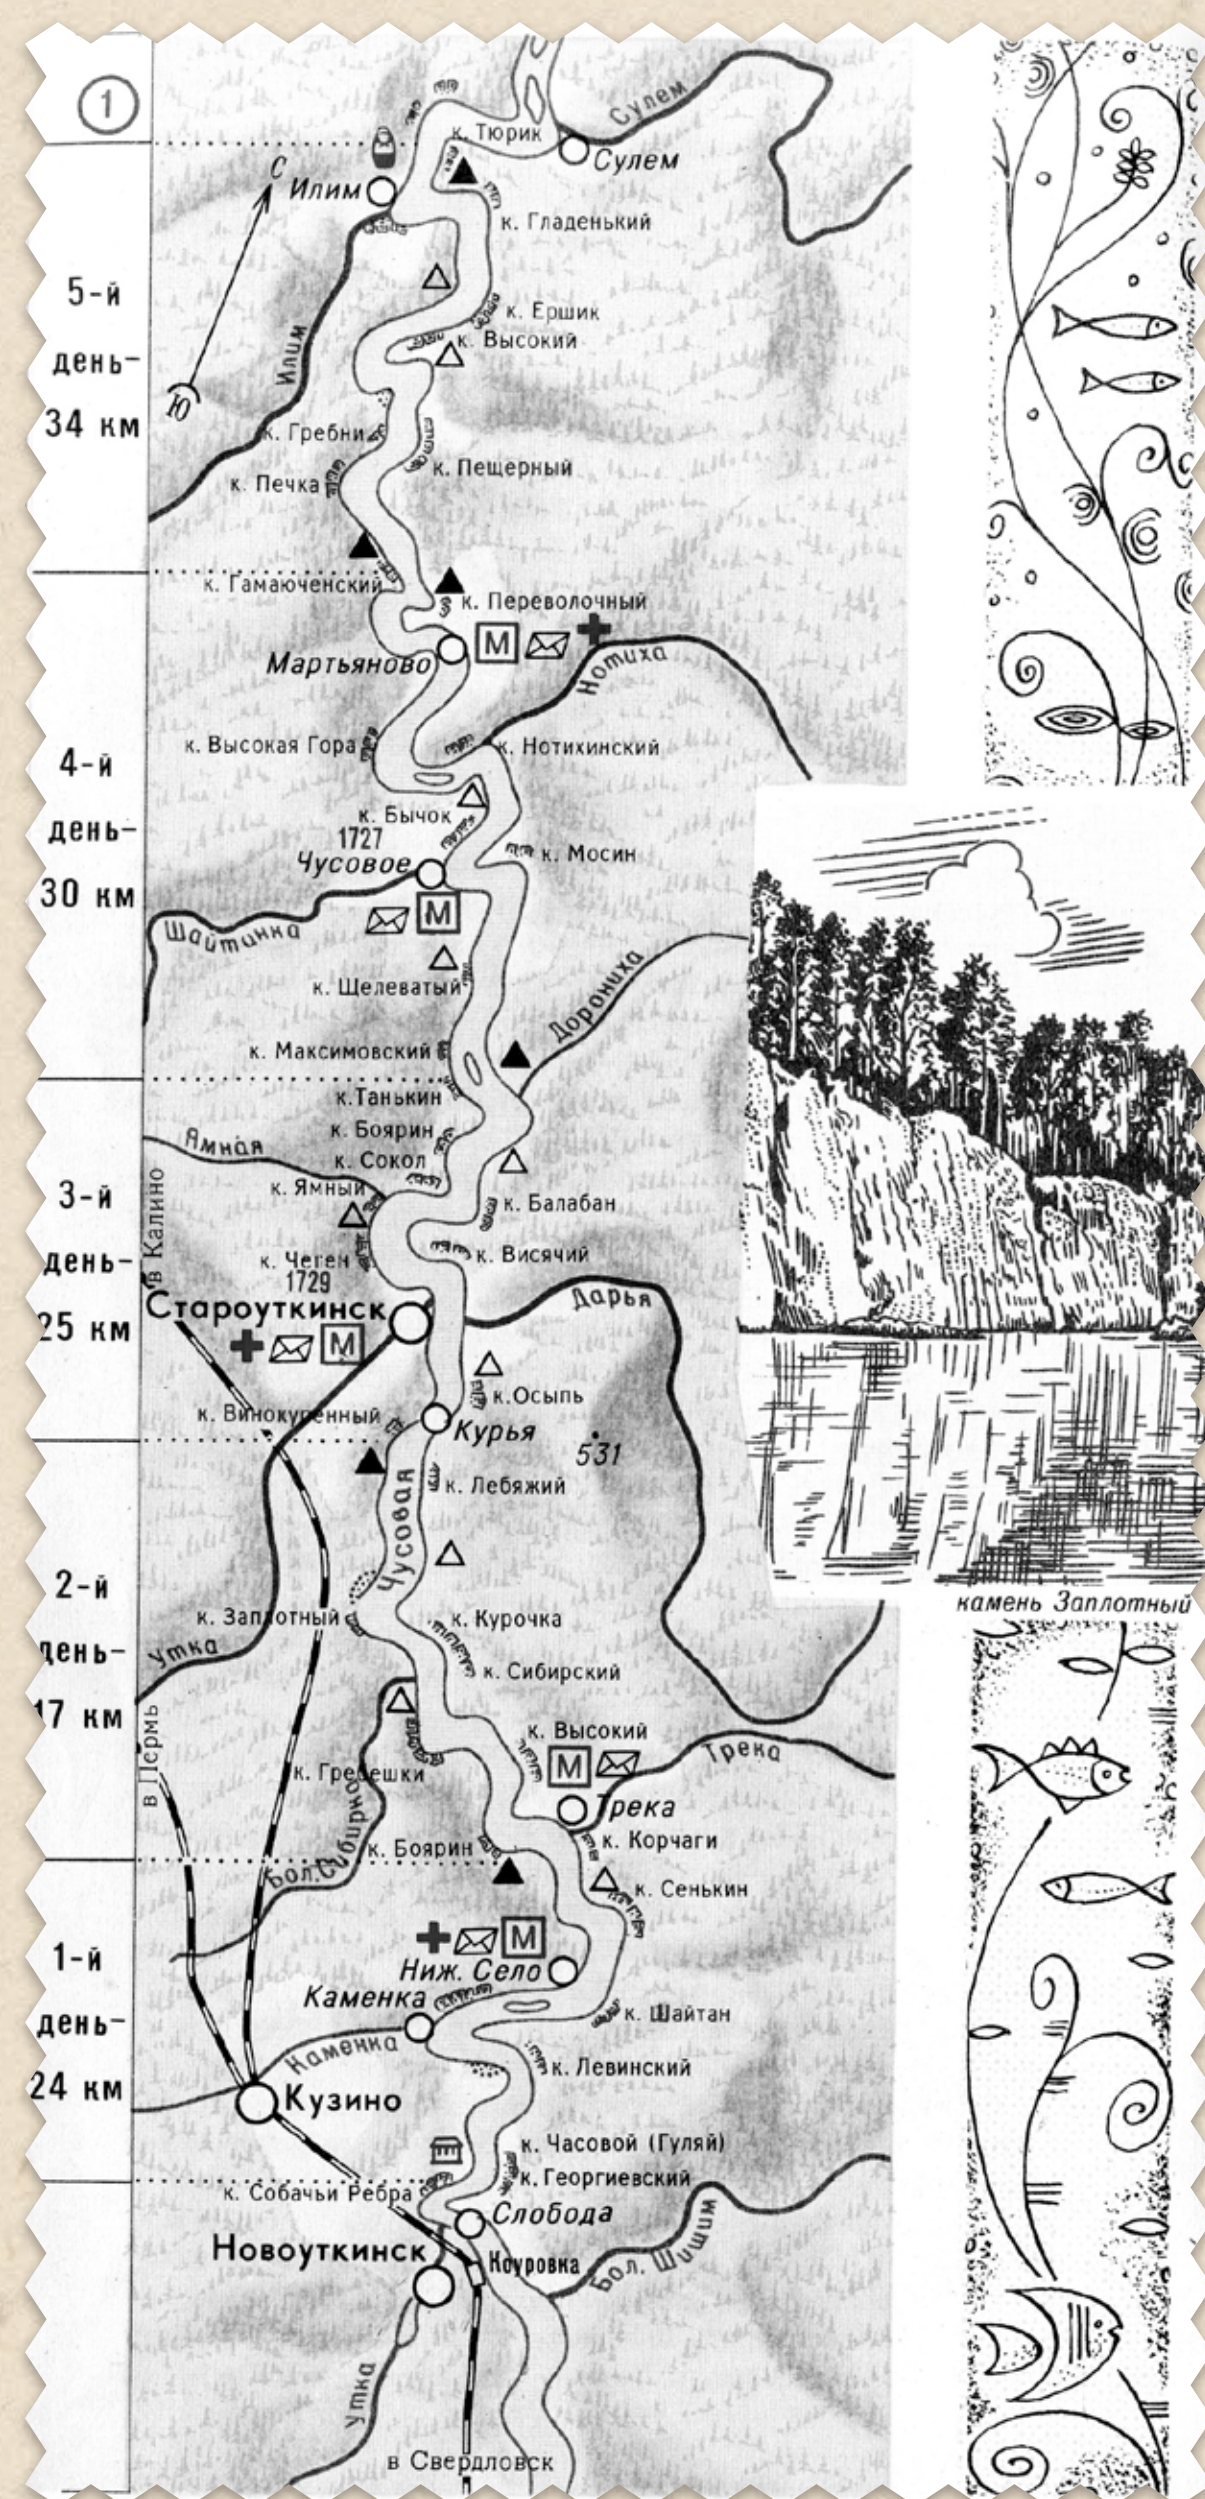 1
к. Тюрик
Сулем
Сулем
С
Илим
к. Гладенький
5-й
день-
34 км
к. Ершик
к. Высокий
Илим
Ю
к. Гребни
к. Пещерный
к. Печка
к. Гамаюченский
к. Переволочный
М
Мартьяново
Нотиха
к. Высокая Гора
к. Нотихинский
4-й
день-
30 км
к. Бычок
1727
Чусовое
к. Мосин
М
Шайтанка
к. Щелеватый
Дорониха
к. Максимовский
к. Танькин
к. Боярин
Ямная
к. Сокол
к. Ямный
3-й
день-
25 км
в Калино
к. Балабан
к. Чеген
к. Висячий
1729
Староуткинск
Дарья
М
к. Осыпь
к. Винокуренный
Курья
531
к. Лебяжий
Чусовая
2-й
день-
17 км
камень Заплотный
к. Заплотный
к. Курочка
Утка
к. Сибирский
в Пермь
к. Высокий
М
Трека
к. Гребешки
Трека
к. Корчаги
к. Боярин
Бол. Сибирка
к. Сенькин
1-й
день-
24 км
М
Ниж. Село
Каменка
к. Шайтан
Каменка
к. Левинский
Кузино
к. Часовой (Гуляй)
к. Георгиевский
к. Собачьи Ребра
Слобода
Новоуткинск
Коуровка
Бол. Шишим
Утка
в Свердловск